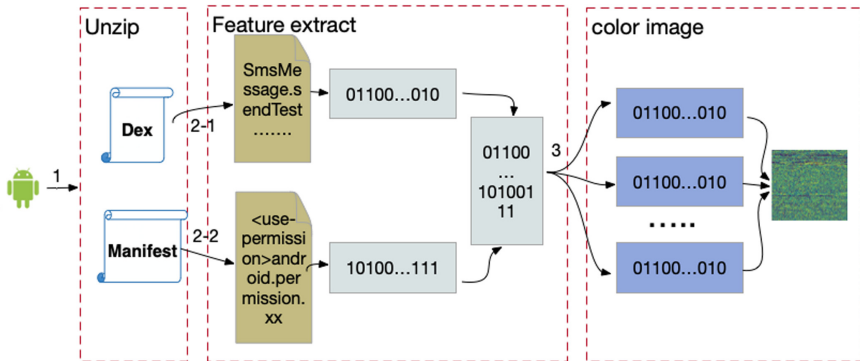 Unzip
Feature extract
color image
SmsMe
ssage.s
endTest
.......
01100...010
01100...010
Dex
2-1
01100
...
101001
11
3
01100...010
1
.....
Manifest
2-2
<use-
permissi
on>andr
oid.per
mission.
xx
10100...111
01100...010